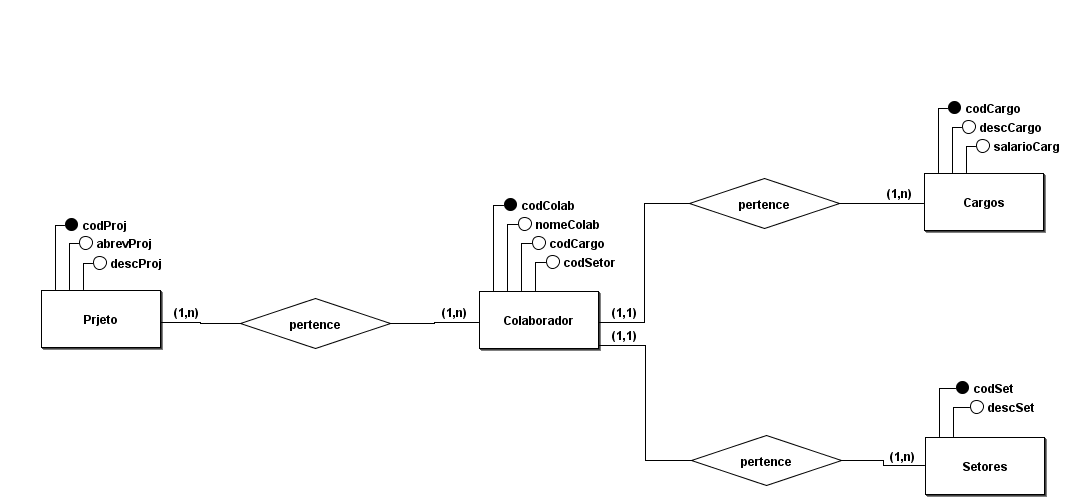 codCargo
descCargo
salarioCarg
Cargos
(1,n)
pertence
codProj
abrevProj
descProj
Prjeto
(1,n)
pertence
(1,n)
codColab
nomeColab
codCargo
codSetor
Colaborador
(1,1)
(1,1)
codSet
descSet
Setores
(1,n)
pertence